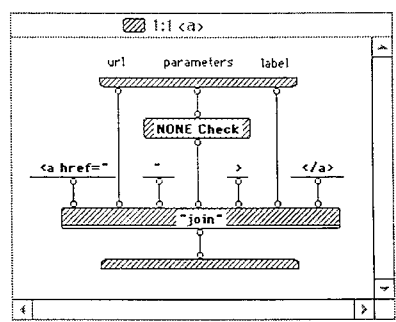 1:1 <a>
url parameters label
NONE Check
<a href=" " > </a>
"join"